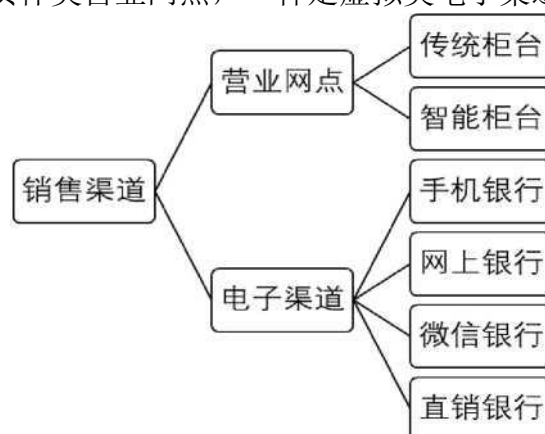 传统柜台
营业网点
智能柜台
销售渠道
手机银行
网上银行
电子渠道
微信银行
直销银行